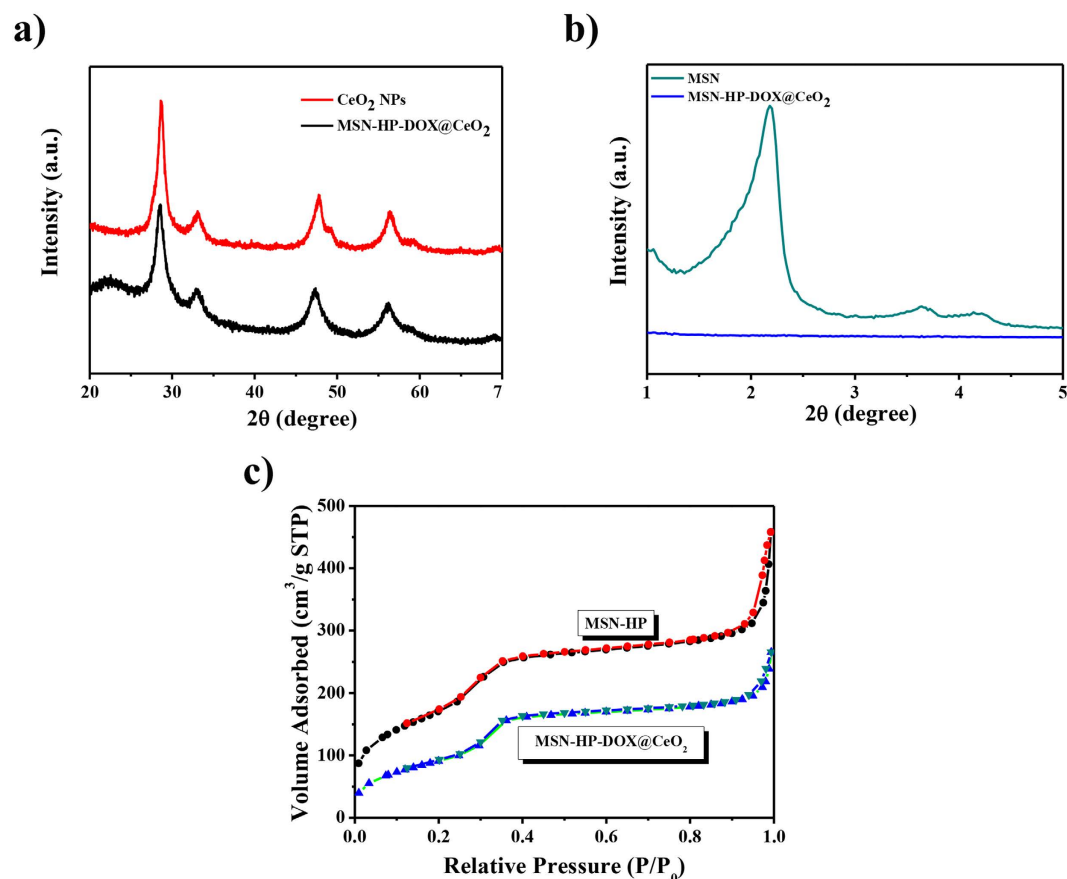 a)
Intensity (a.u.)
CeO₂ NPs
MSN-HP-DOX@CeO₂
20 30 40 50 60 7
2θ (degree)
b)
Intensity (a.u.)
MSN
MSN-HP-DOX@CeO₂
1 2 3 4 5
2θ (degree)
c)
Volume Adsorbed (cm³/g STP)
500
400
300
200
100
0
MSN-HP
MSN-HP-DOX@CeO₂
0.0 0.2 0.4 0.6 0.8 1.0
Relative Pressure (P/P₀)